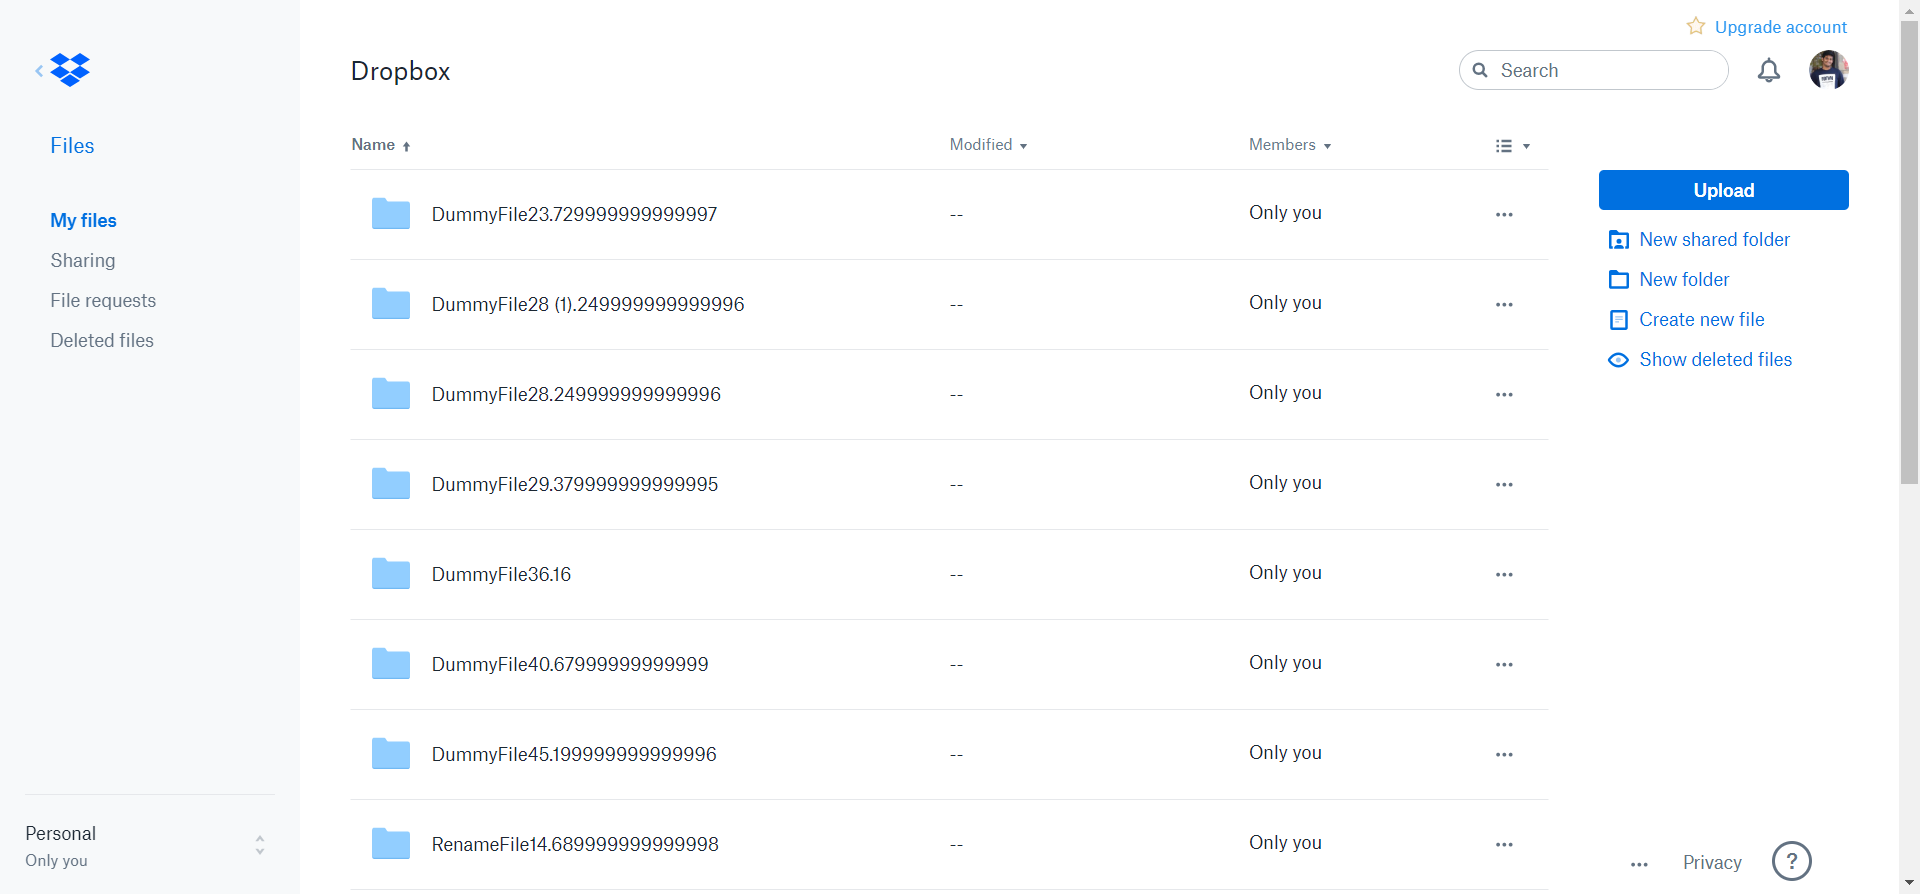 Upgrade account
Dropbox
Search
Files
My files
Sharing
File requests
Deleted files
Name
Modified
Members
DummyFile23.729999999999997
--
Only you
DummyFile28 (1).249999999999996
--
Only you
DummyFile28.249999999999996
--
Only you
DummyFile29.379999999999995
--
Only you
DummyFile36.16
--
Only you
DummyFile40.67999999999999
--
Only you
DummyFile45.199999999999996
--
Only you
RenameFile14.689999999999998
--
Only you
Upload
New shared folder
New folder
Create new file
Show deleted files
Personal
Only you
Privacy
?